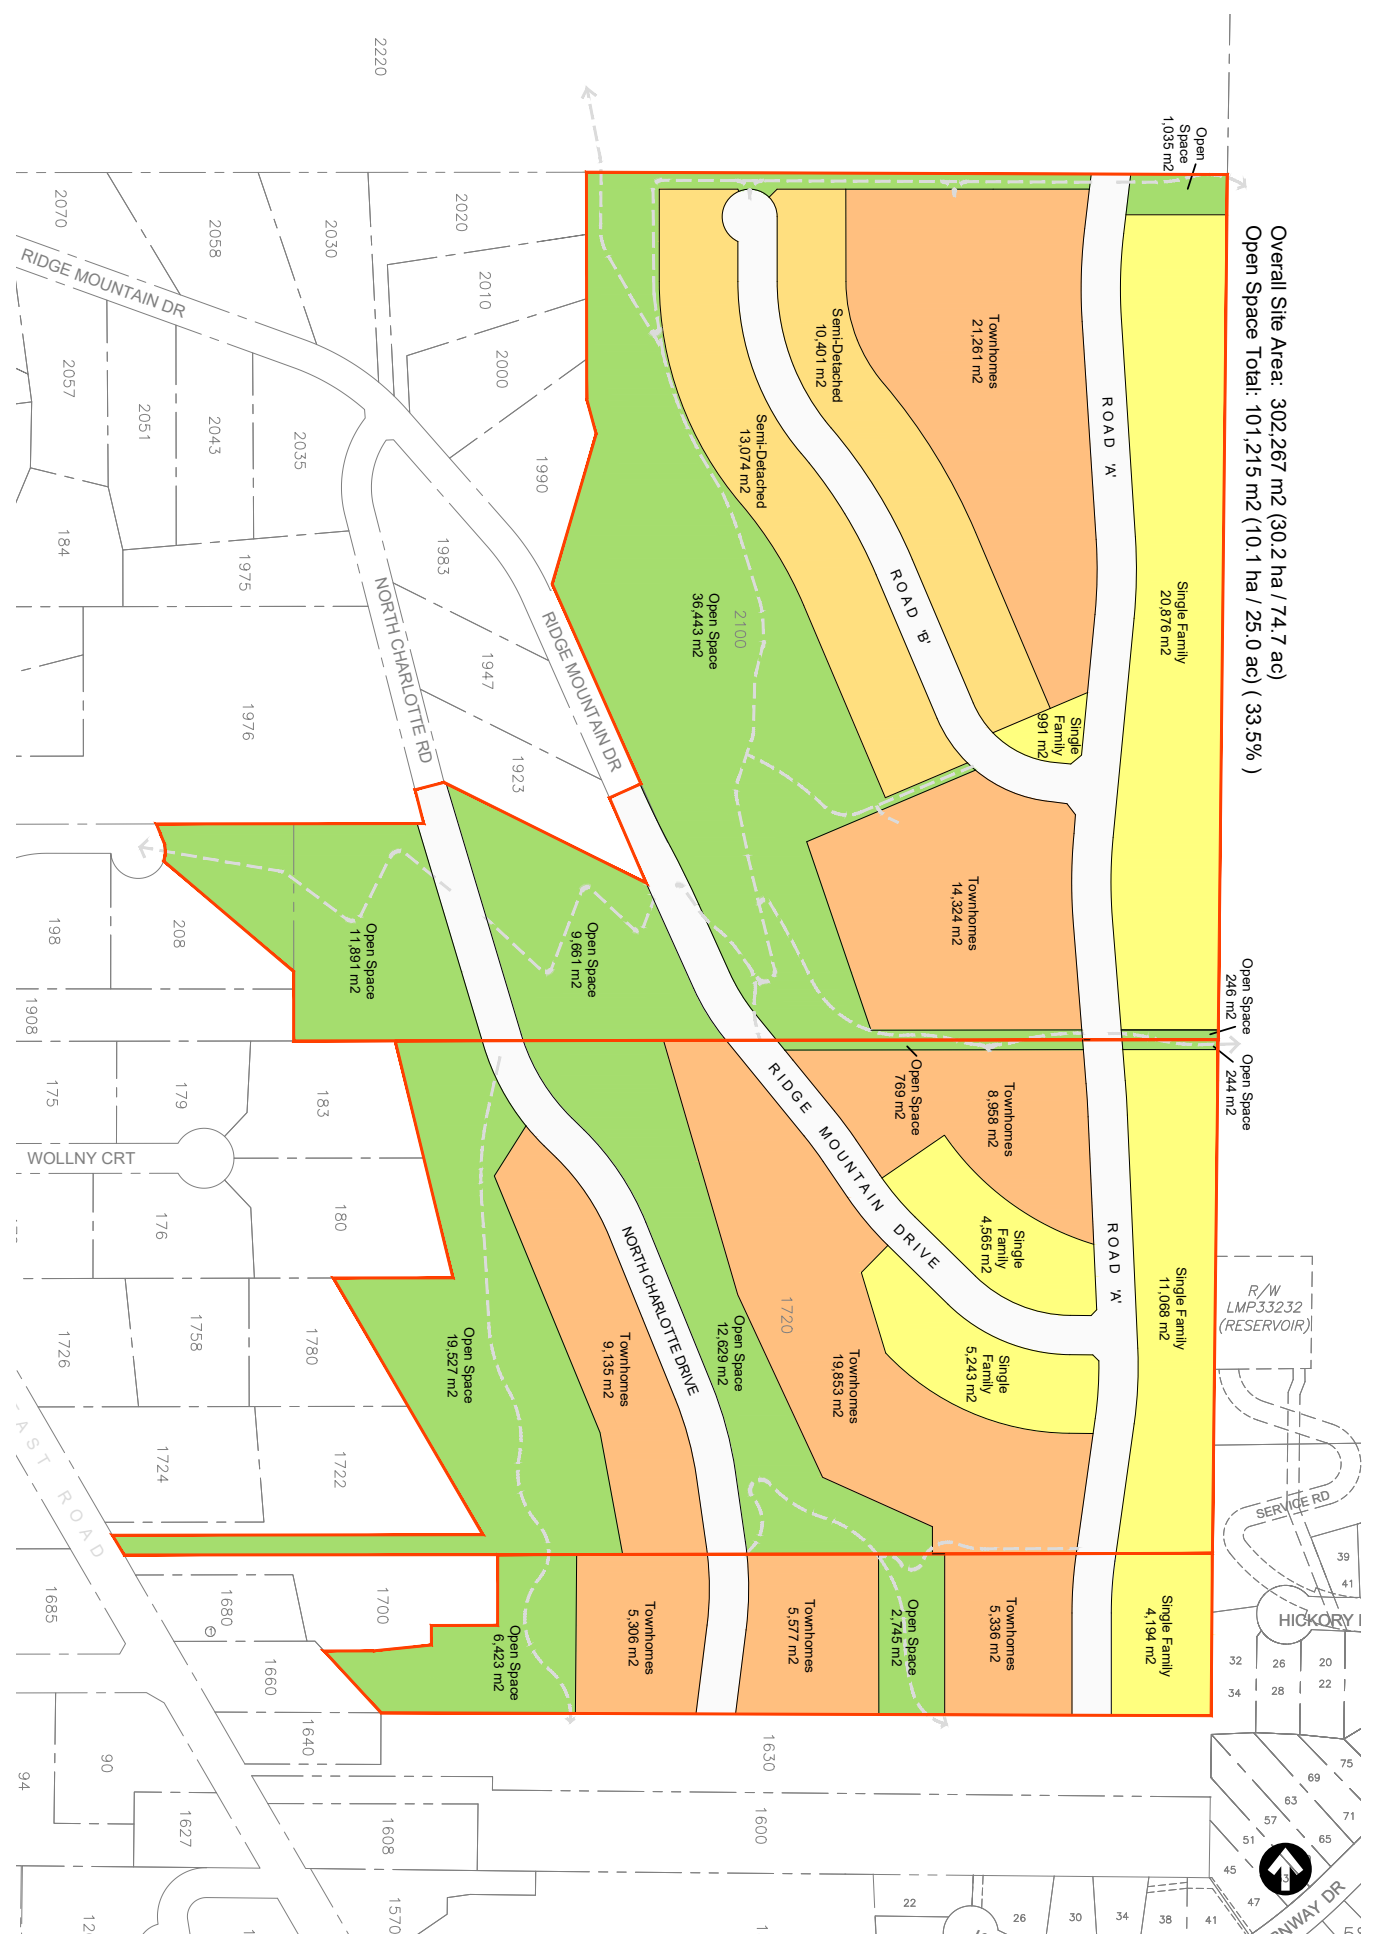 Overall Site Area: 302,267 m2 (30.2 ha / 74.7 ac)
Open Space Total: 101,215 m2 (10.1 ha / 25.0 ac) ( 33.5% )
Open
Space
1,035 m2
2220
2070
2058
2030
2020
2010
2000
RIDGE MOUNTAIN DR
2057
2051
2043
2035
1990
184
1975
1983
1947
1923
1976
NORTH CHARLOTTE RD
RIDGE MOUNTAIN DR
Townhomes
21,261 m2
Semi-Detached
10,401 m2
Semi-Detached
13,074 m2
ROAD 'A'
ROAD 'B'
Single Family
20,876 m2
Open Space
36,443 m2
2100
Single
Family
991 m2
Townhomes
14,324 m2
Open Space
246 m2
Open Space
244 m2
Open Space
9,661 m2
Open Space
11,891 m2
198
208
1908
Open Space
769 m2
Townhomes
8,958 m2
RIDGE MOUNTAIN DRIVE
Single
Family
4,565 m2
Single
Family
5,243 m2
ROAD 'A'
Single Family
11,068 m2
R/W
LMP33232
(RESERVOIR)
175
179
183
WOLLNY CRT
176
180
1726
1758
1780
1724
1722
NORTH CHARLOTTE DRIVE
Open Space
12,629 m2
1720
Townhomes
19,853 m2
Townhomes
9,135 m2
Open Space
19,527 m2
AST ROAD
SERVICE RD
39
41
HICKORY
32
26
20
34
28
22
1685
1680
1700
1660
1640
Open Space
6,423 m2
Townhomes
5,306 m2
Townhomes
5,577 m2
Open Space
2,745 m2
Townhomes
5,336 m2
Single Family
4,194 m2
1630
90
94
1627
1608
1600
1570
75
69
63
71
57
65
51
45
47
NWAY DR
22
26
30
34
38
41